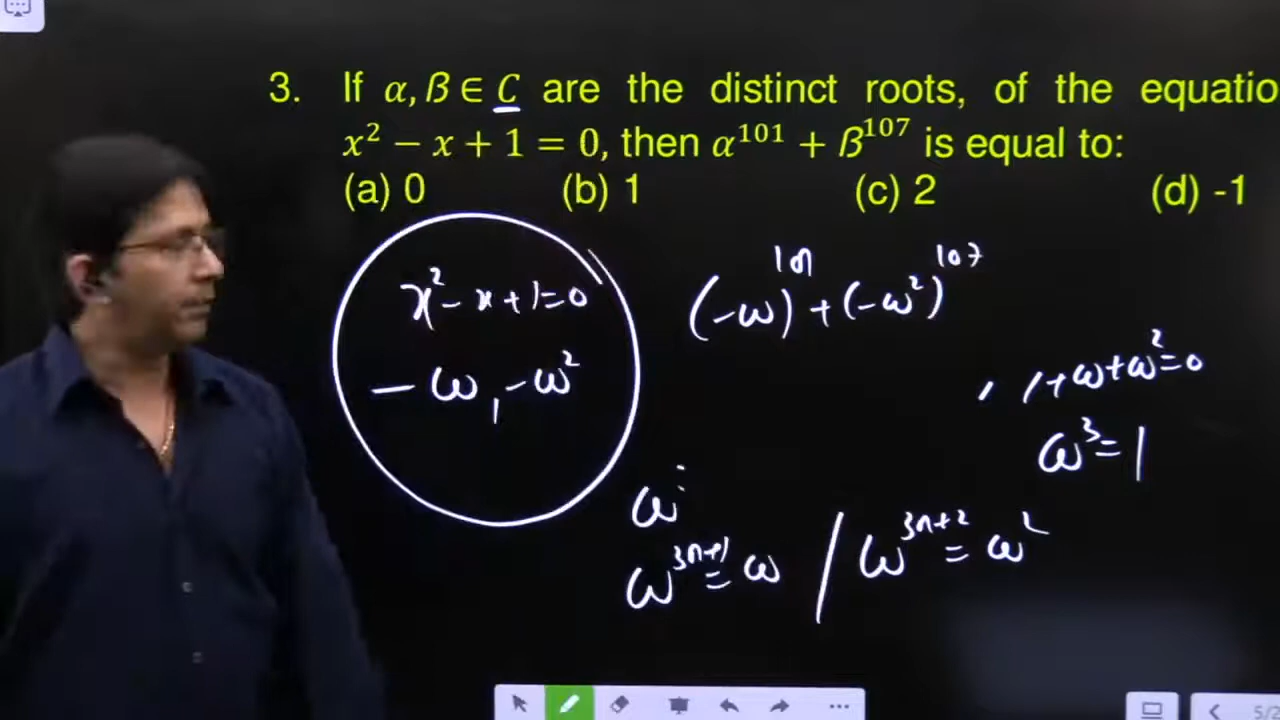 3. If α, ß ∈ C are the distinct roots, of the equatio
x² − x + 1 = 0, then α¹⁰¹ + ß¹⁰⁷ is equal to:
(a) 0 (b) 1 (c) 2 (d) -1
x² - x + 1 = 0
- ω, -ω²
(-ω)¹⁰¹ + (-ω²)¹⁰⁷
1 + ω + ω² = 0
ω³ = 1
ω
ω³ⁿ⁺¹ = ω / ω³ⁿ⁺² = ω²